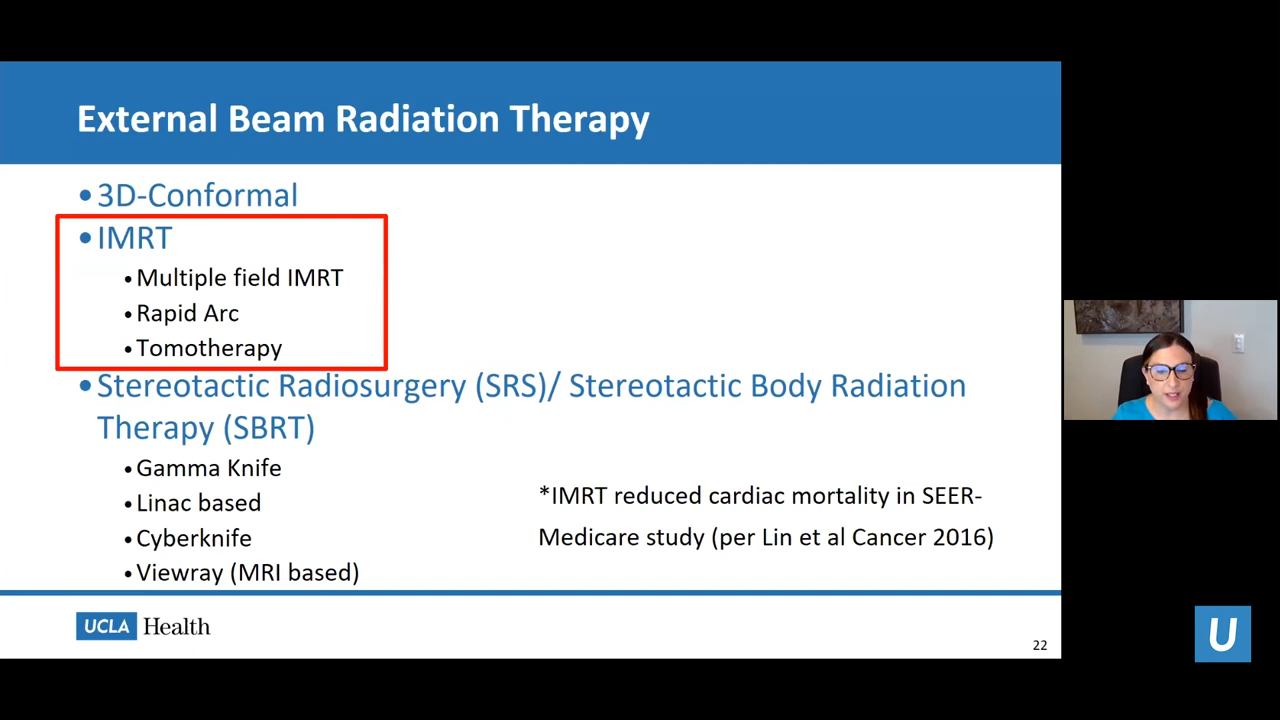 External Beam Radiation Therapy
•3D-Conformal
•IMRT
•Multiple field IMRT
•Rapid Arc
•Tomotherapy
•Stereotactic Radiosurgery (SRS)/ Stereotactic Body Radiation
Therapy (SBRT)
•Gamma Knife
•Linac based
•Cyberknife
•Viewray (MRI based)
*IMRT reduced cardiac mortality in SEER-
Medicare study (per Lin et al Cancer 2016)
UCLA Health
22
U